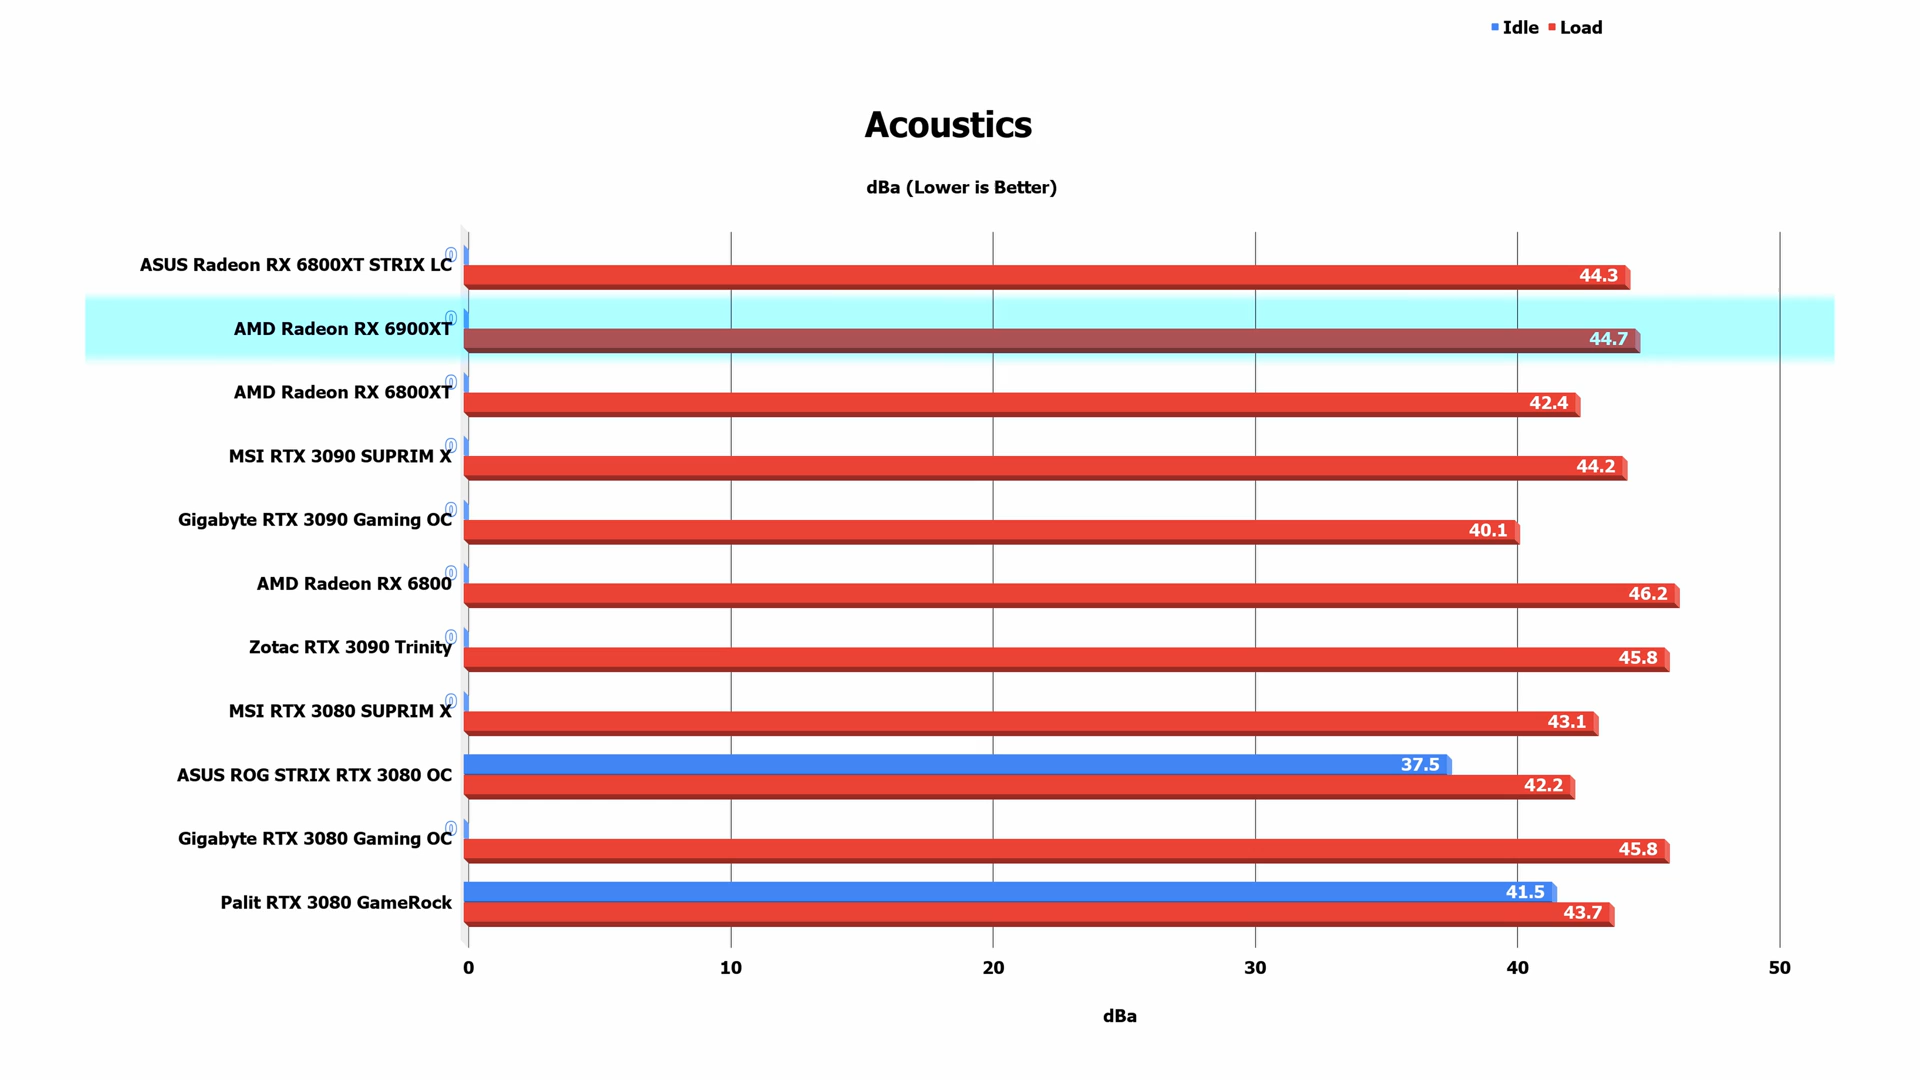 Idle Load
Acoustics
dBa (Lower is Better)
ASUS Radeon RX 6800XT STRIX LC 0
44.3
AMD Radeon RX 6900XT 0
44.7
AMD Radeon RX 6800XT 0
42.4
MSI RTX 3090 SUPRIM X 0
44.2
Gigabyte RTX 3090 Gaming OC 0
40.1
AMD Radeon RX 6800 0
46.2
Zotac RTX 3090 Trinity 0
45.8
MSI RTX 3080 SUPRIM X 0
43.1
ASUS ROG STRIX RTX 3080 OC 37.5
42.2
Gigabyte RTX 3080 Gaming OC 0
45.8
Palit RTX 3080 GameRock 41.5
43.7
0 10 20 30 40 50
dBa